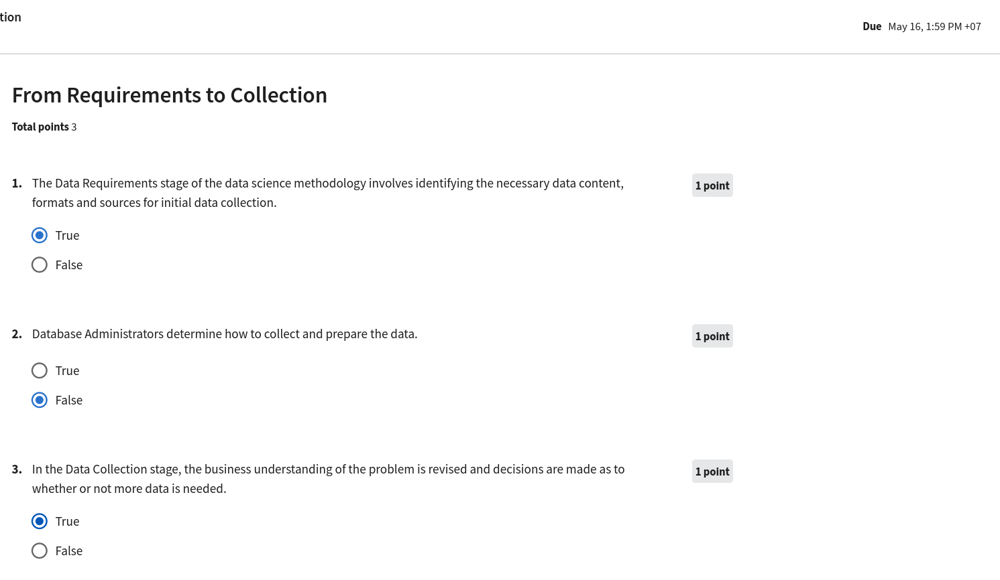 tion
Due May 16, 1:59 PM +07
From Requirements to Collection
Total points 3
1. The Data Requirements stage of the data science methodology involves identifying the necessary data content,
formats and sources for initial data collection.
1 point
True
False
2. Database Administrators determine how to collect and prepare the data.
1 point
True
False
3. In the Data Collection stage, the business understanding of the problem is revised and decisions are made as to
whether or not more data is needed.
1 point
True
False